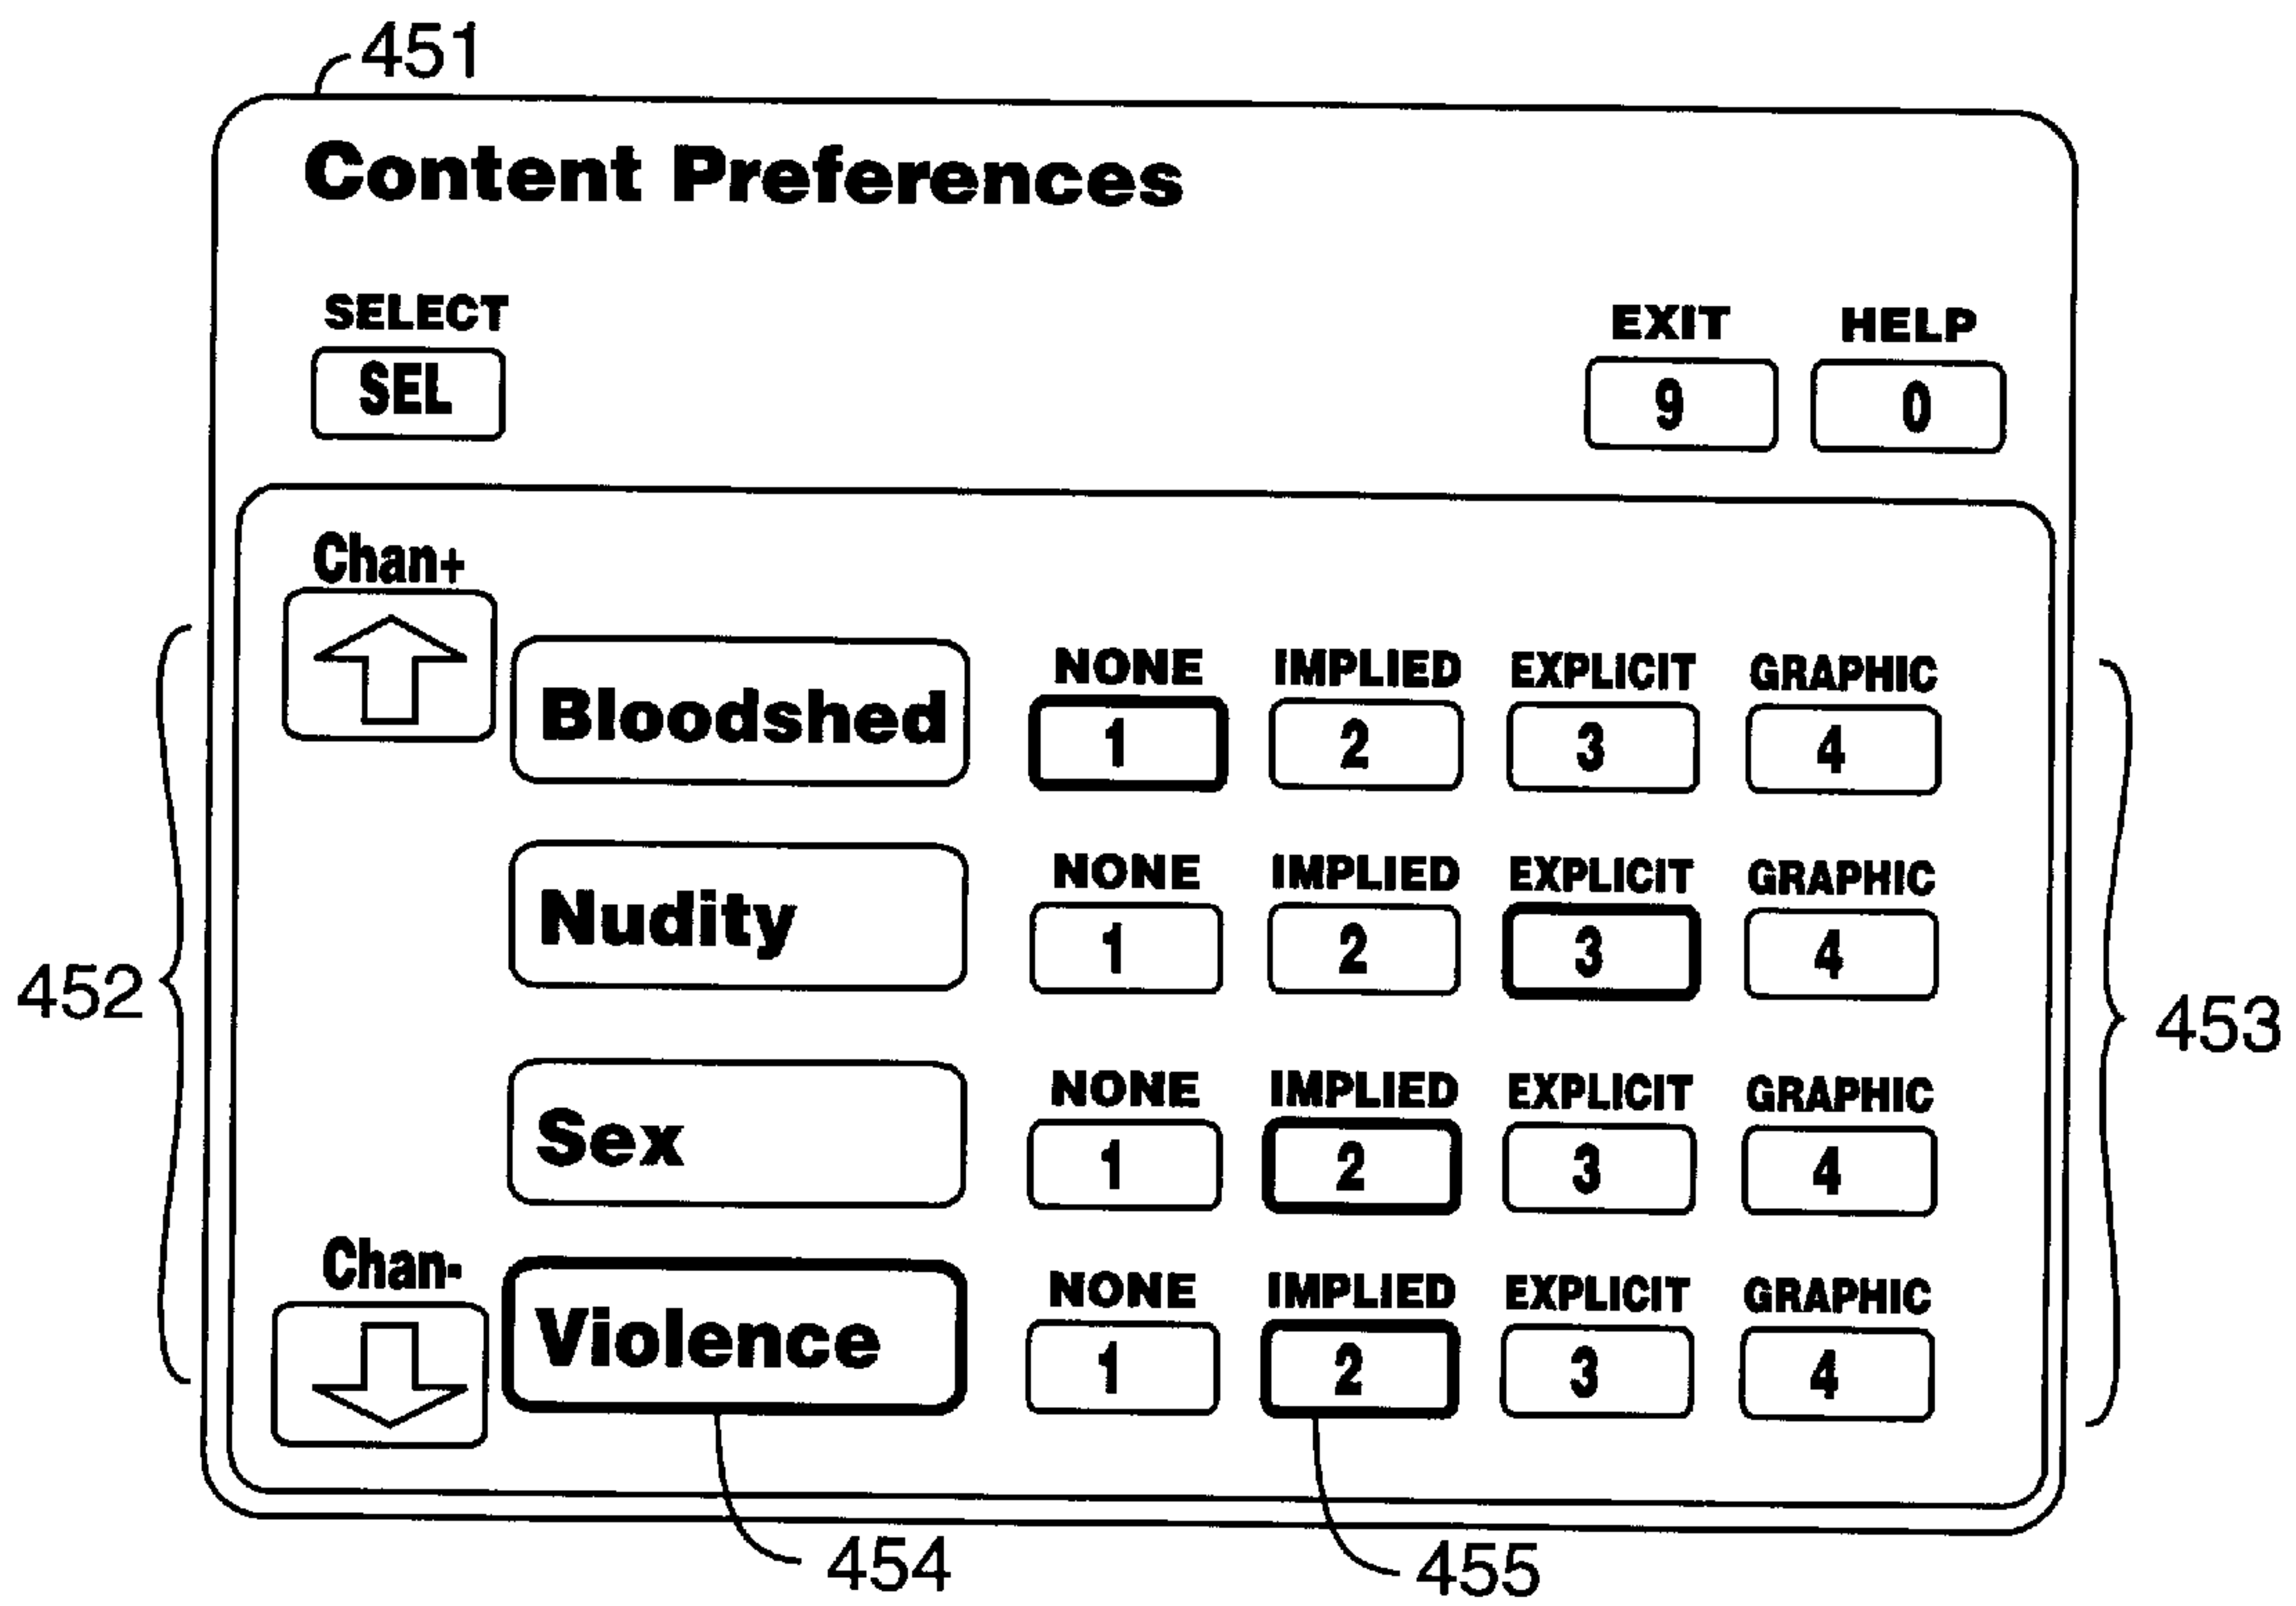 451
Content Preferences
SELECT
SEL
EXIT HELP
9 0
Chan+
NONE IMPLIED EXPLICIT GRAPHIC
Bloodshed 1 2 3 4
NONE IMPLIED EXPLICIT GRAPHIC
Nudity 1 2 3 4
452
453
NONE IMPLIED EXPLICIT GRAPHIC
Sex 1 2 3 4
Chan-
NONE IMPLIED EXPLICIT GRAPHIC
Violence 1 2 3 4
454 455